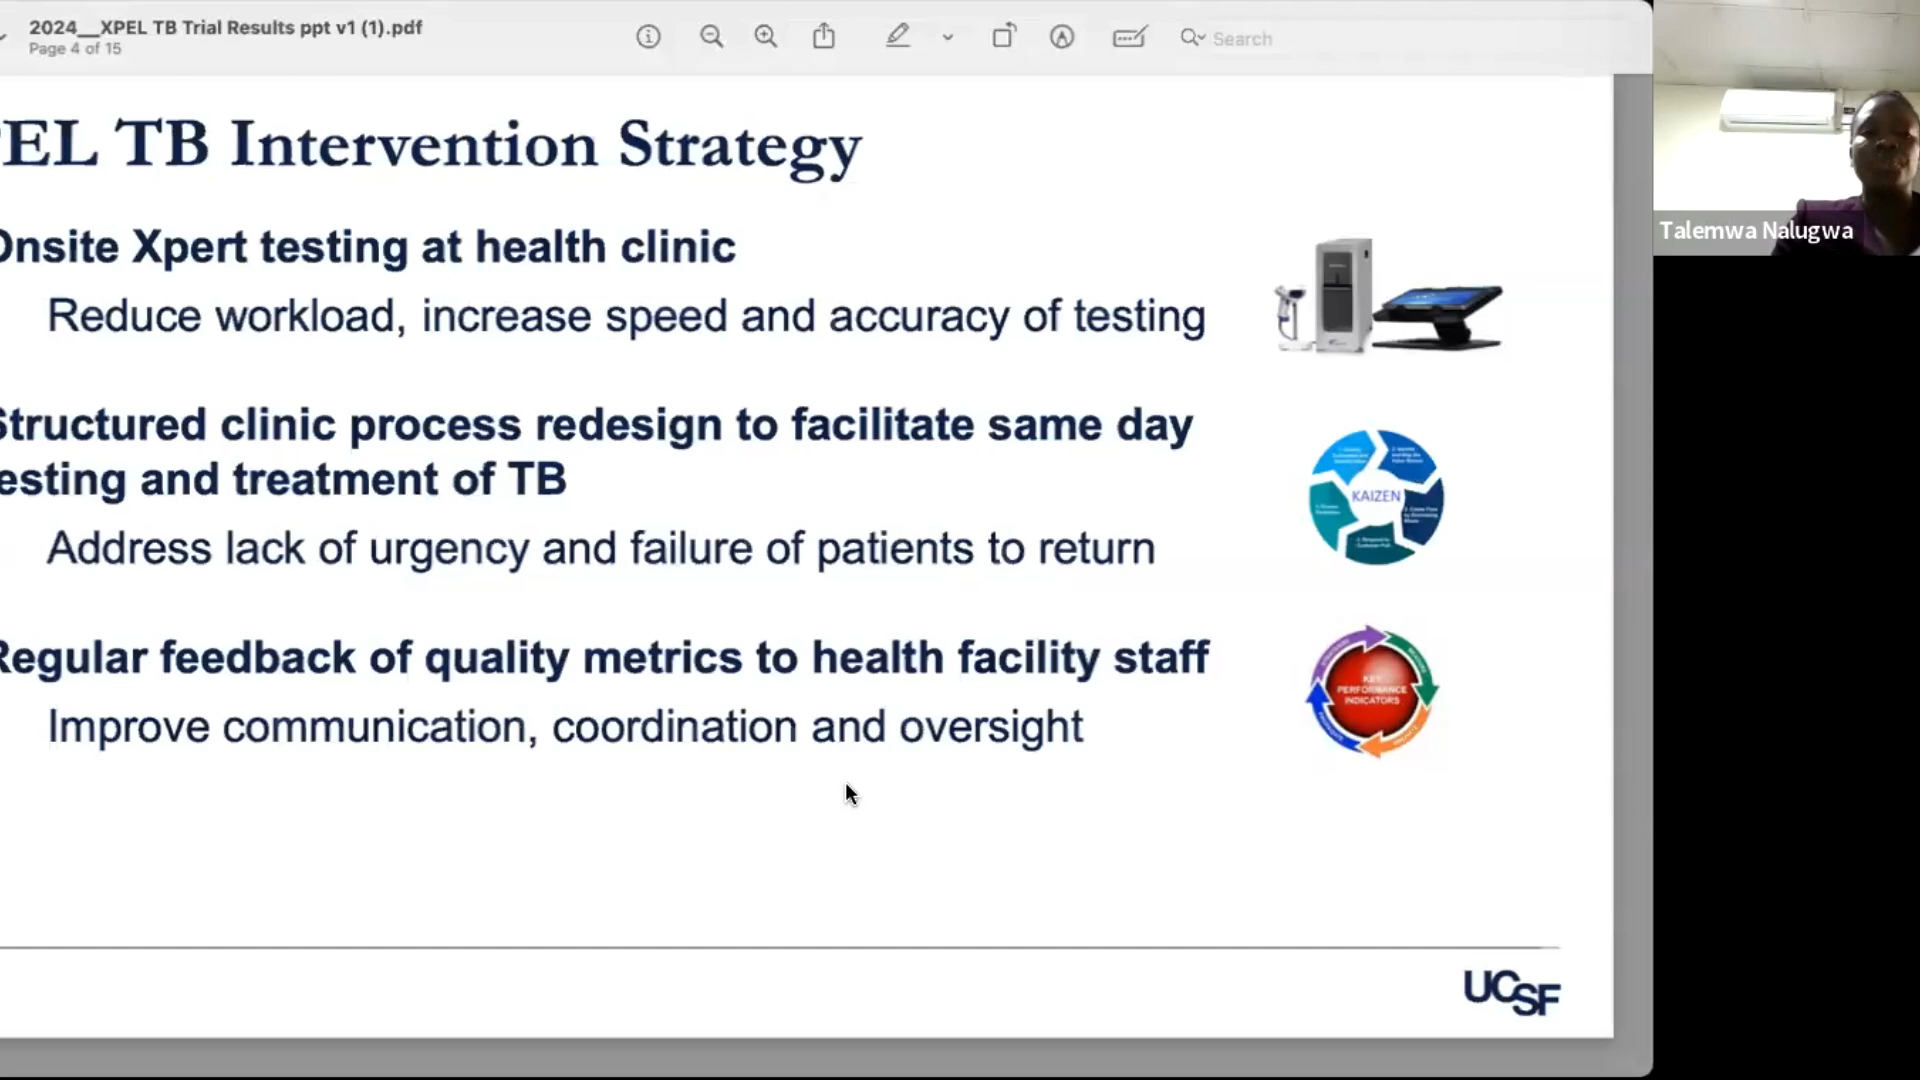 2024__XPEL TB Trial Results ppt v1 (1).pdf
Page 4 of 15
Search
PEL TB Intervention Strategy
Onsite Xpert testing at health clinic
Reduce workload, increase speed and accuracy of testing
Structured clinic process redesign to facilitate same day
esting and treatment of TB
Address lack of urgency and failure of patients to return
KAIZEN
Regular feedback of quality metrics to health facility staff
Improve communication, coordination and oversight
KEY
PERFORMANCE
INDICATORS
UCSF
Talemwa Nalugwa